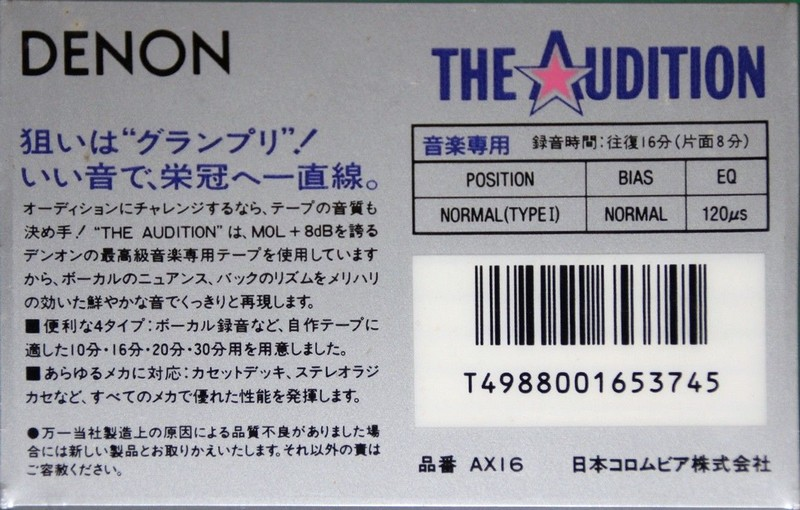 DENON
狙いは“グランプリ”!
いい音で、栄冠へ一直線。
オーディションにチャレンジするなら、テープの音質も
決め手!“THE AUDITION”は、MOL+8dBを誇る
デンオンの最高級音楽専用テープを使用しています
から、ボーカルのニュアンス、バックのリズムをメリハリ
の効いた鮮やかな音でくっきりと再現します。
■便利な4タイプ:ボーカル録音など、自作テープに
適した10分・16分・20分・30分用を用意しました。
■あらゆるメカに対応:カセットデッキ、ステレオラジ
カセなど、すべてのメカで優れた性能を発揮します。
●万一当社製造上の原因による品質不良がありました場
合には新しい製品とお取りかえいたします。それ以外の責は
ご容赦ください。
THE AUDITION
音楽専用 録音時間:往復16分(片面8分)
POSITION BIAS EQ
NORMAL(TYPE I) NORMAL 120μs
T4988001653745
品番 AX16 日本コロムビア株式会社